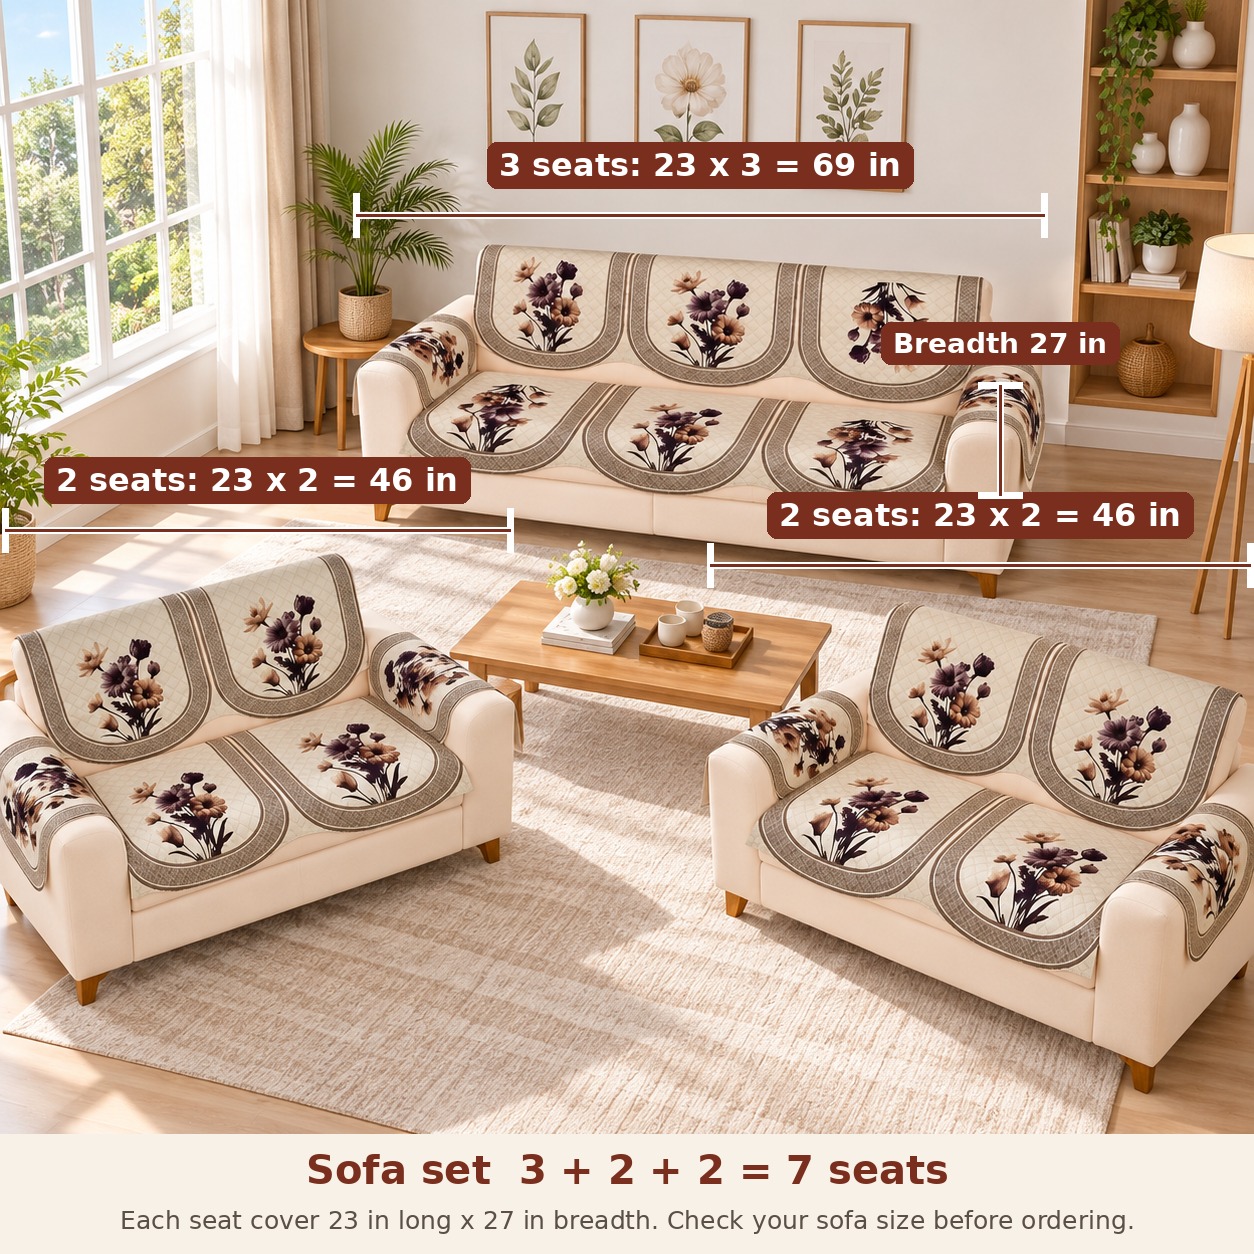 3 seats: 23 x 3 = 69 in
Breadth 27 in
2 seats: 23 x 2 = 46 in
2 seats: 23 x 2 = 46 in
Sofa set  3 + 2 + 2 = 7 seats
Each seat cover 23 in long x 27 in breadth. Check your sofa size before ordering.